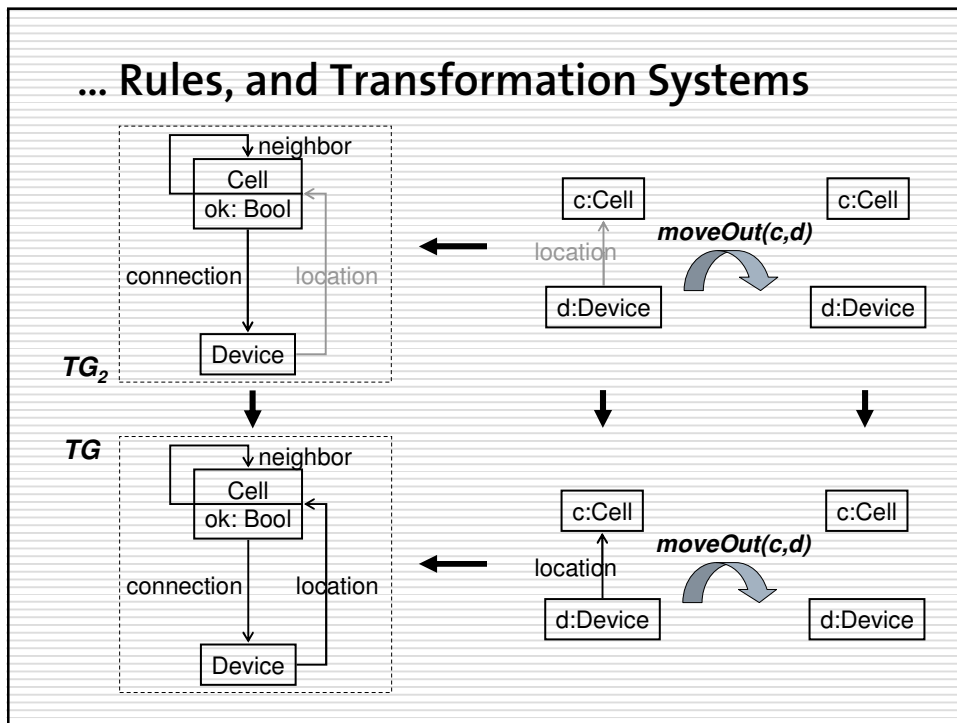 ... Rules, and Transformation Systems
neighbor
Cell
ok: Bool
connection
location
Device
TG2
c:Cell
location
d:Device
moveOut(c,d)
c:Cell
d:Device
TG
neighbor
Cell
ok: Bool
connection
location
Device
c:Cell
location
d:Device
moveOut(c,d)
c:Cell
d:Device